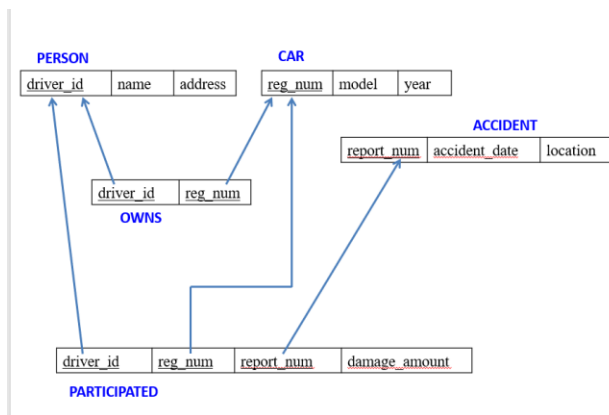 PERSON
CAR
driver_id name address
reg_num model year
ACCIDENT
report_num accident_date location
driver_id reg_num
OWNS
driver_id reg_num report_num damage_amount
PARTICIPATED